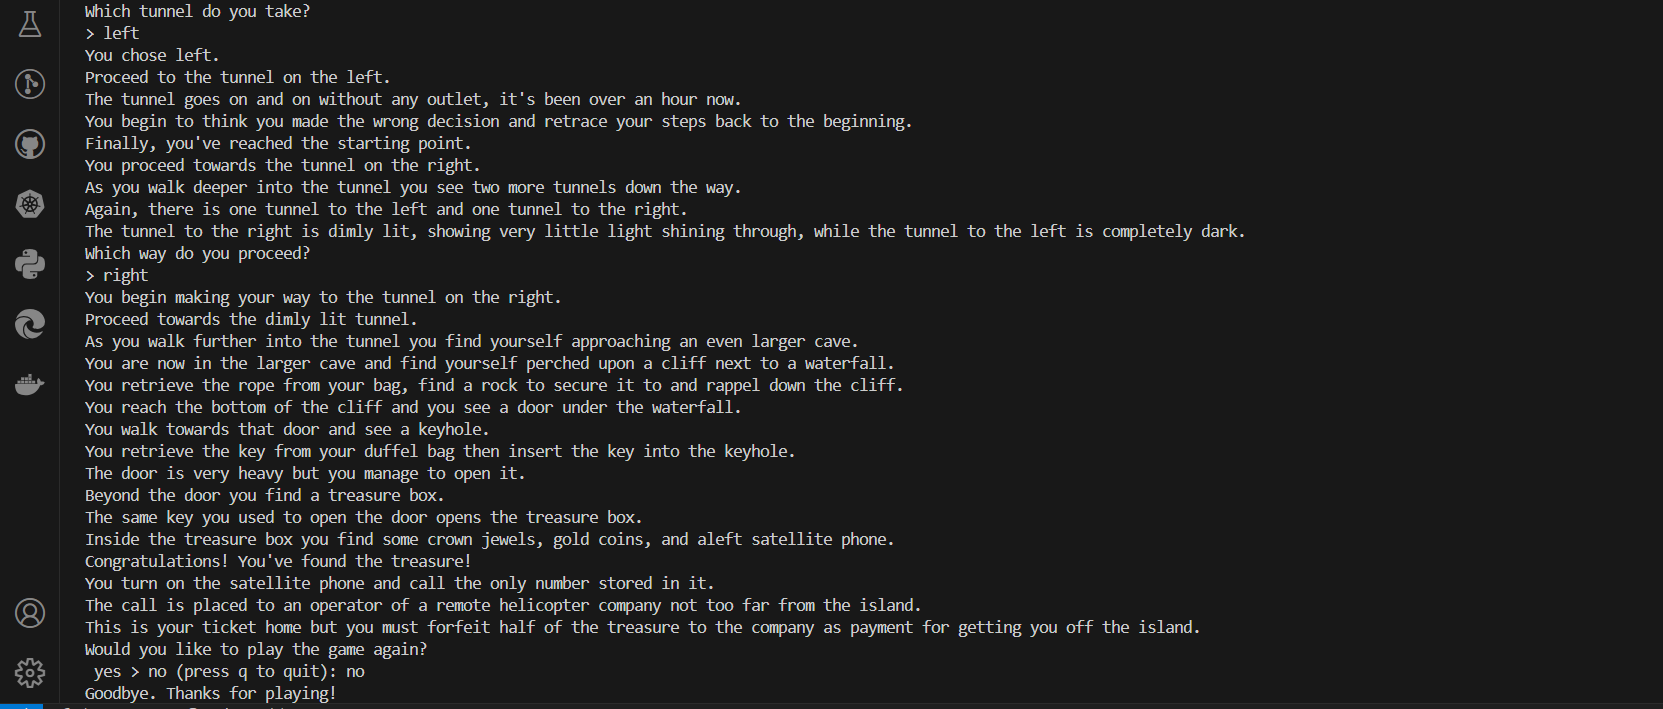 Which tunnel do you take?
> left
You chose left.
Proceed to the tunnel on the left.
The tunnel goes on and on without any outlet, it's been over an hour now.
You begin to think you made the wrong decision and retrace your steps back to the beginning.
Finally, you've reached the starting point.
You proceed towards the tunnel on the right.
As you walk deeper into the tunnel you see two more tunnels down the way.
Again, there is one tunnel to the left and one tunnel to the right.
The tunnel to the right is dimly lit, showing very little light shining through, while the tunnel to the left is completely dark.
Which way do you proceed?
> right
You begin making your way to the tunnel on the right.
Proceed towards the dimly lit tunnel.
As you walk further into the tunnel you find yourself approaching an even larger cave.
You are now in the larger cave and find yourself perched upon a cliff next to a waterfall.
You retrieve the rope from your bag, find a rock to secure it to and rappel down the cliff.
You reach the bottom of the cliff and you see a door under the waterfall.
You walk towards that door and see a keyhole.
You retrieve the key from your duffel bag then insert the key into the keyhole.
The door is very heavy but you manage to open it.
Beyond the door you find a treasure box.
The same key you used to open the door opens the treasure box.
Inside the treasure box you find some crown jewels, gold coins, and aleft satellite phone.
Congratulations! You've found the treasure!
You turn on the satellite phone and call the only number stored in it.
The call is placed to an operator of a remote helicopter company not too far from the island.
This is your ticket home but you must forfeit half of the treasure to the company as payment for getting you off the island.
Would you like to play the game again?
yes > no (press q to quit): no
Goodbye. Thanks for playing!